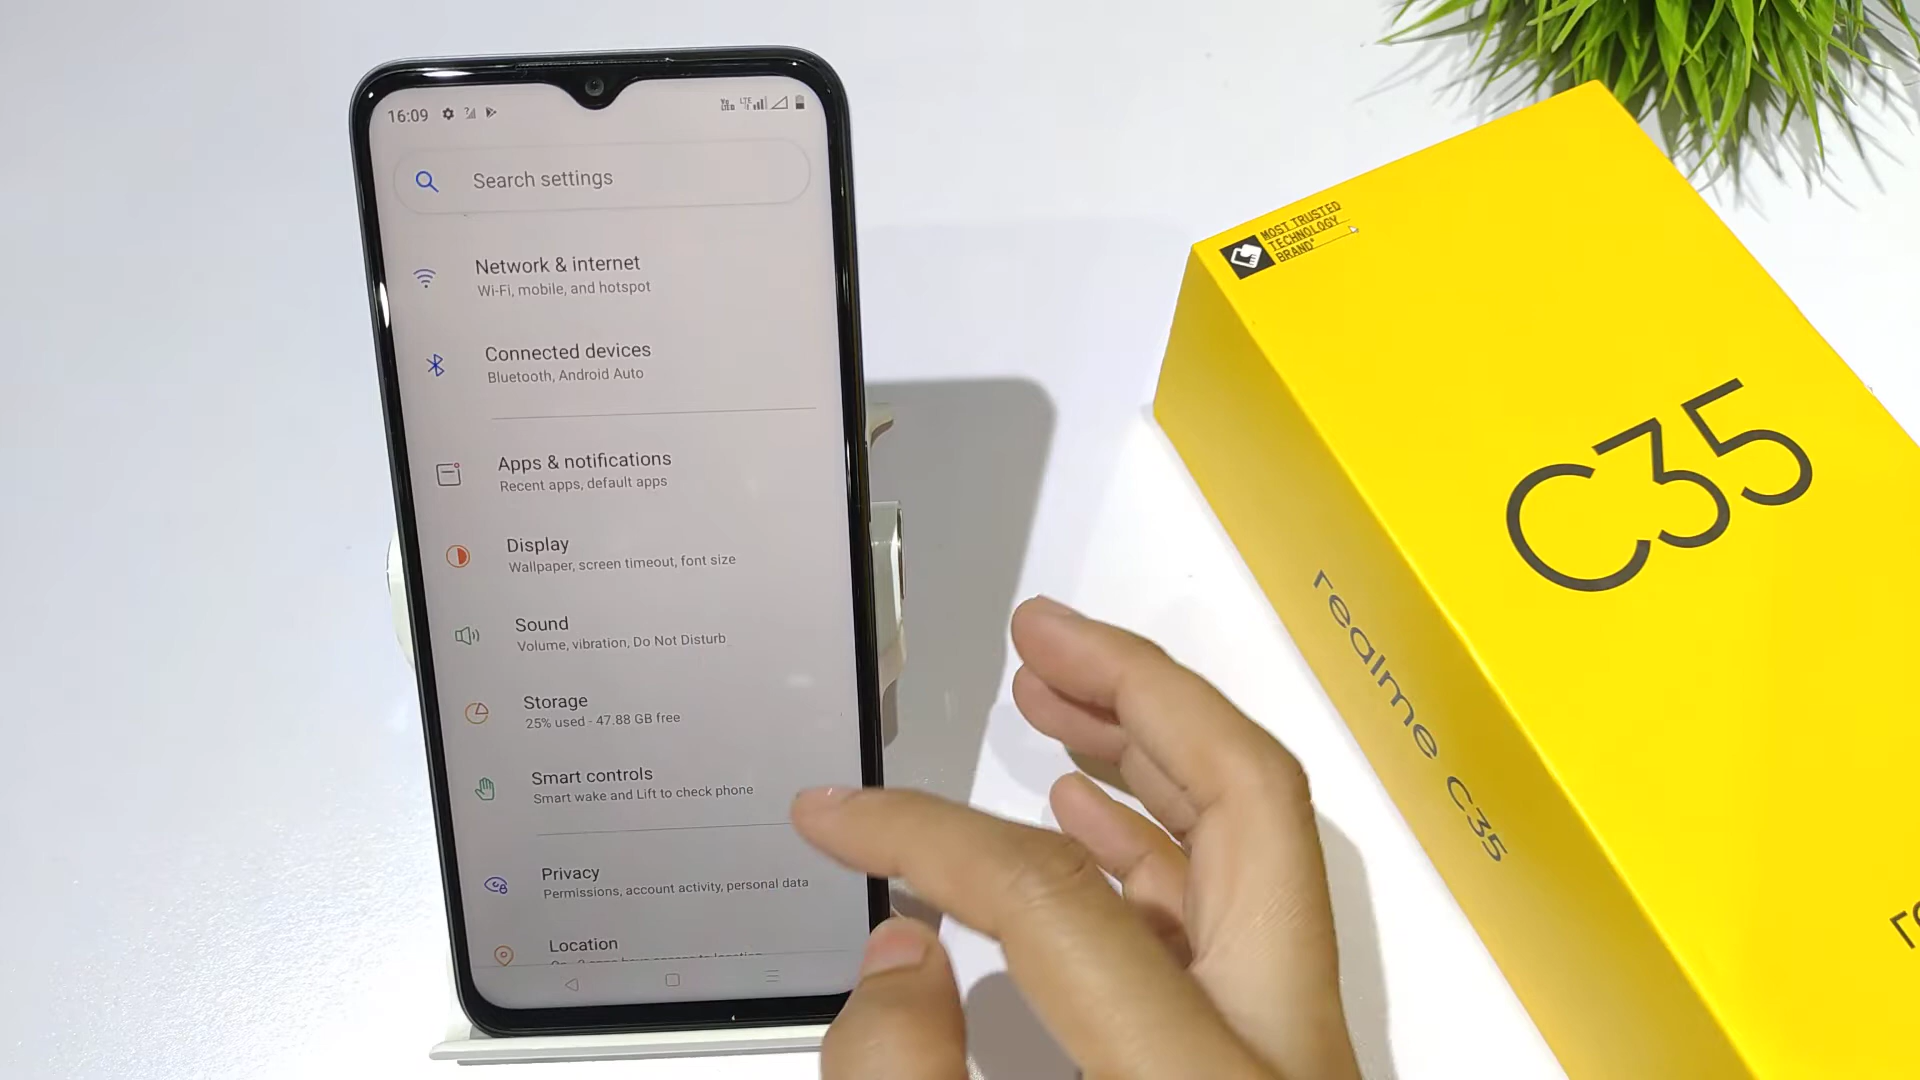 16:09
Search settings
Network & internet
Wi-Fi, mobile, and hotspot
Connected devices
Bluetooth, Android Auto
Apps & notifications
Recent apps, default apps
Display
Wallpaper, screen timeout, font size
Sound
Volume, vibration, Do Not Disturb
Storage
25% used - 47.88 GB free
Smart controls
Smart wake and Lift to check phone
Privacy
Permissions, account activity, personal data
Location
MOST TRUSTED
TECHNOLOGY
BRAND
C35
realme C35